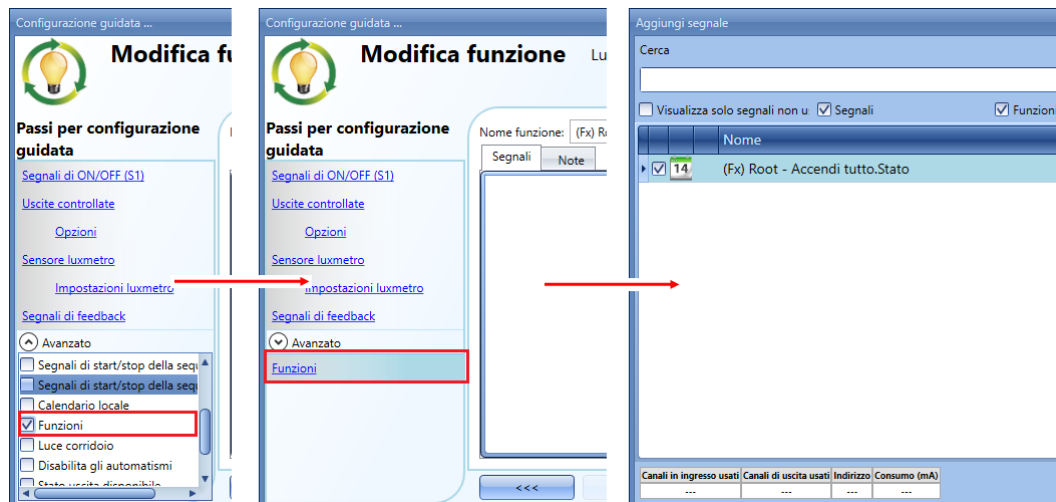 Configurazione guidata ...
Modifica
Passi per configurazione
guidata
Segnali di ON/OFF (S1)
Uscite controllate
Opzioni
Sensore luxmetro
Impostazioni luxmetro
Segnali di feedback
Avanzato
Segnali di start/stop della
Segnali di start/stop della
Calendario locale
Funzioni
Luce corridoio
Disabilita gli automatismi
Stato uscita disponibile
Configurazione guidata ...
Modifica funzione Lu
Passi per configurazione
guidata
Nome funzione: (Fx)
Segnali Note
Segnali di ON/OFF (S1)
Uscite controllate
Opzioni
Sensore luxmetro
Impostazioni luxmetro
Segnali di feedback
Avanzato
Funzioni
<<<
Aggiungi segnale
Cerca
Visualizza solo segnali non u Segnali Funzion
Nome
14 (Fx) Root - Accendi tutto.Stato
Canali in ingresso usati Canali di uscita usati Indirizzo Consumo (mA)
--- --- --- ---